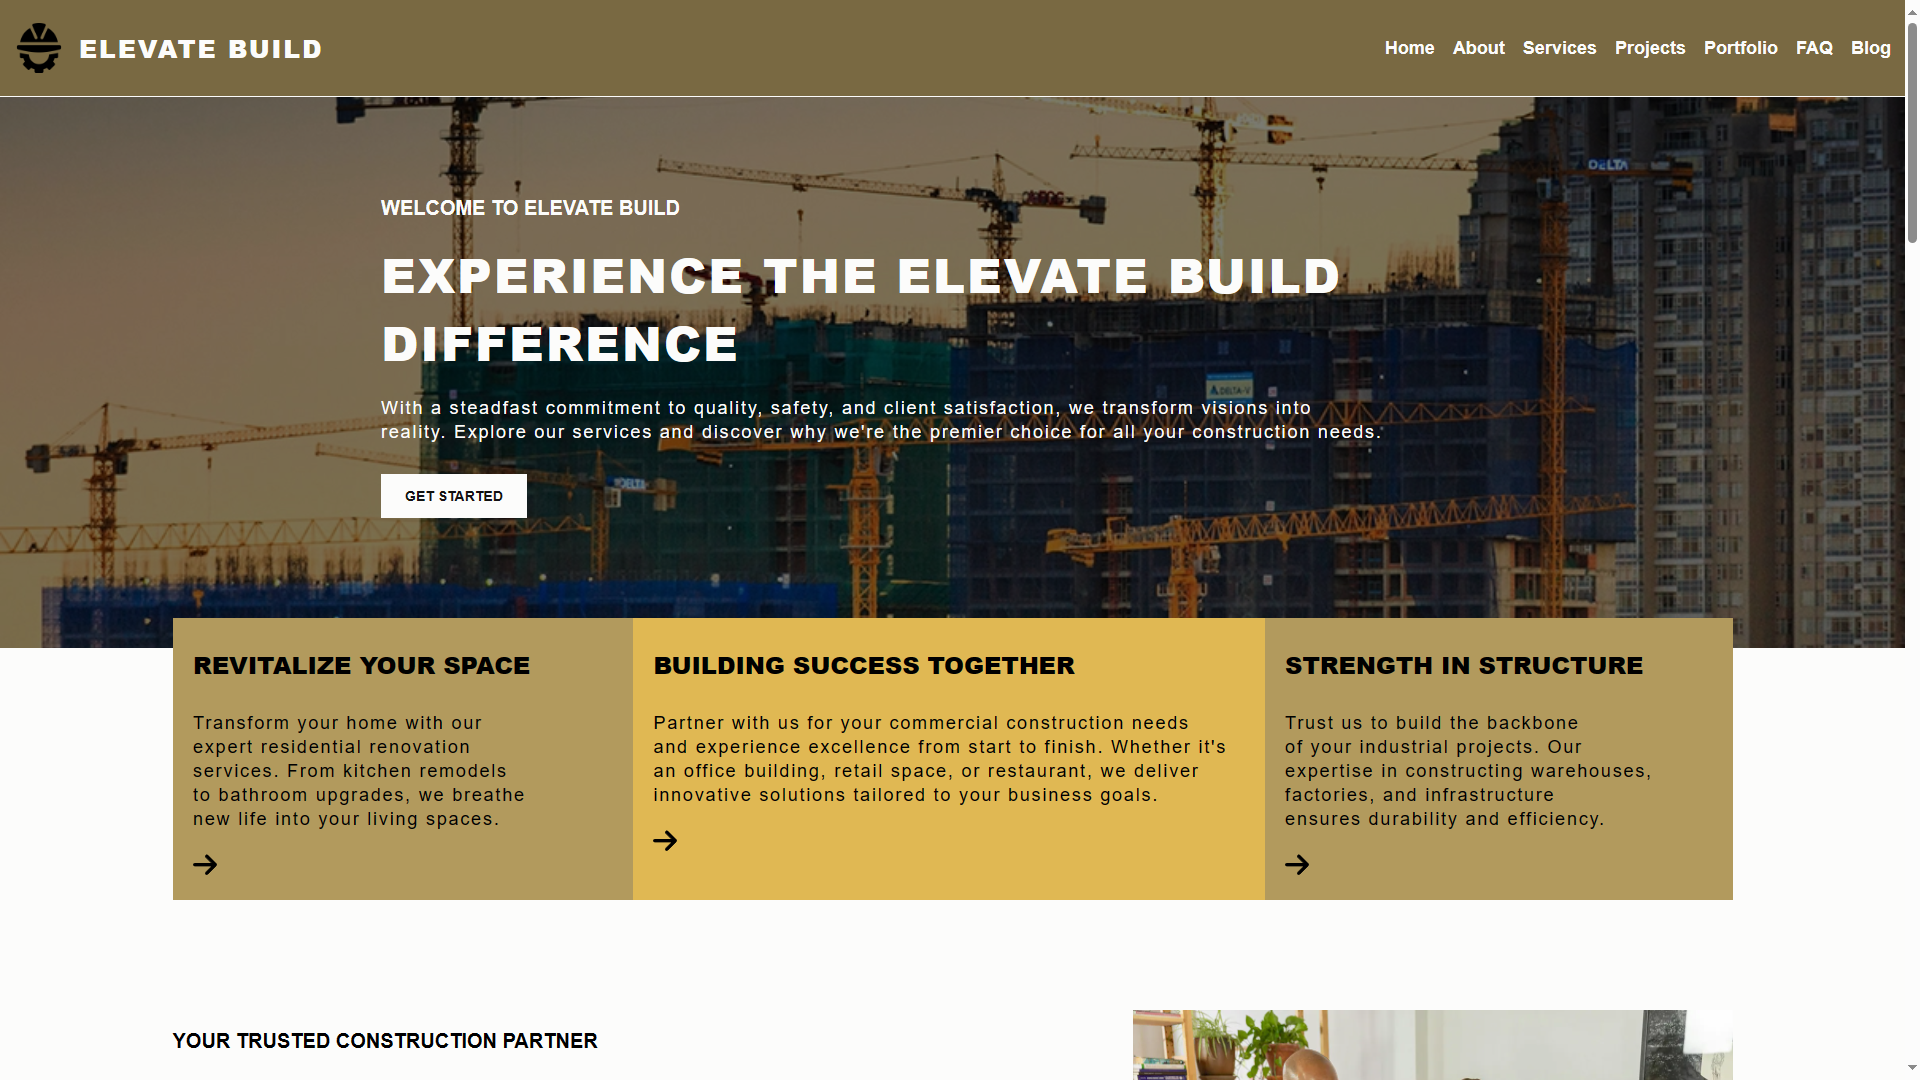 ELEVATE BUILD
Home About Services Projects Portfolio FAQ Blog
DELTA
WELCOME TO ELEVATE BUILD
EXPERIENCE THE ELEVATE BUILD
DIFFERENCE
DELTA-V
With a steadfast commitment to quality, safety, and client satisfaction, we transform visions into
reality. Explore our services and discover why we're the premier choice for all your construction needs.
DELTA
GET STARTED
REVITALIZE YOUR SPACE
Transform your home with our
expert residential renovation
services. From kitchen remodels
to bathroom upgrades, we breathe
new life into your living spaces.
BUILDING SUCCESS TOGETHER
Partner with us for your commercial construction needs
and experience excellence from start to finish. Whether it's
an office building, retail space, or restaurant, we deliver
innovative solutions tailored to your business goals.
STRENGTH IN STRUCTURE
Trust us to build the backbone
of your industrial projects. Our
expertise in constructing warehouses,
factories, and infrastructure
ensures durability and efficiency.
YOUR TRUSTED CONSTRUCTION PARTNER